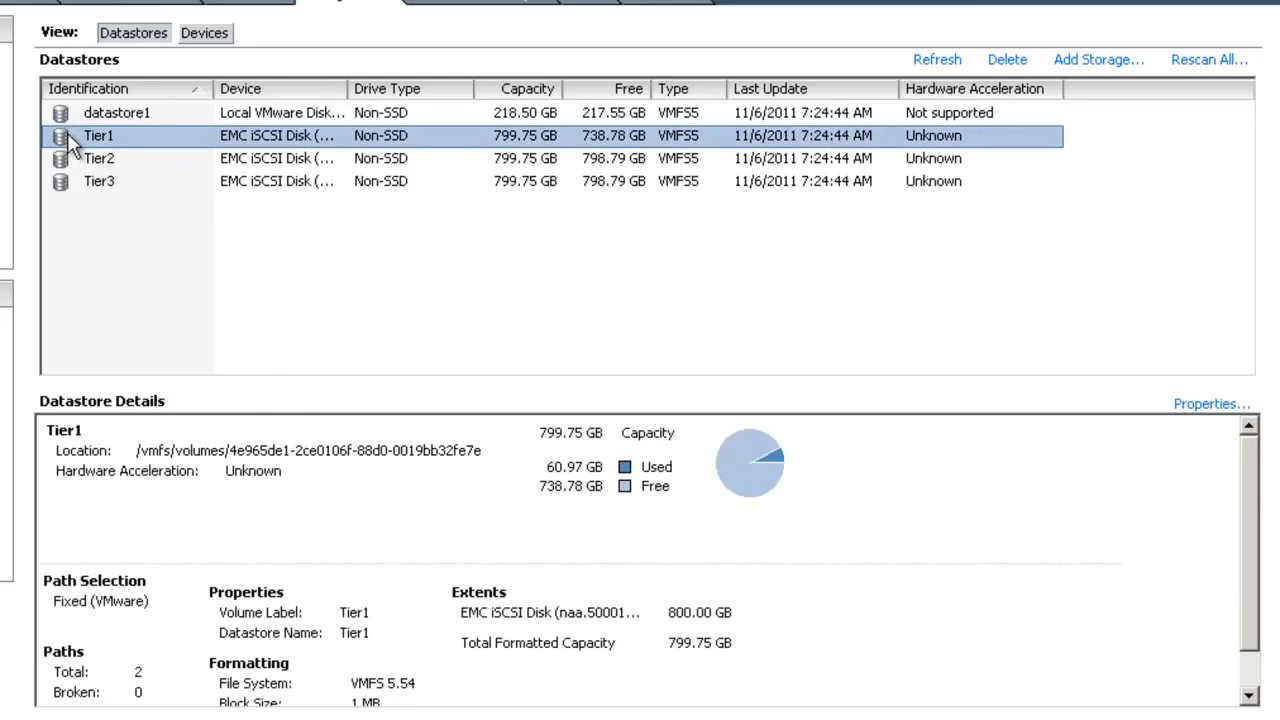 View: Datastores Devices
Datastores Refresh Delete Add Storage... Rescan All...
Identification Device Drive Type Capacity Free Type Last Update Hardware Acceleration
datastore1 Local VMware Disk... Non-SSD 218.50 GB 217.55 GB VMFS5 11/6/2011 7:24:44 AM Not supported
Tier1 EMC iSCSI Disk (... Non-SSD 799.75 GB 738.78 GB VMFS5 11/6/2011 7:24:44 AM Unknown
Tier2 EMC iSCSI Disk (... Non-SSD 799.75 GB 798.79 GB VMFS5 11/6/2011 7:24:44 AM Unknown
Tier3 EMC iSCSI Disk (... Non-SSD 799.75 GB 798.79 GB VMFS5 11/6/2011 7:24:44 AM Unknown
Datastore Details Properties...
Tier1 799.75 GB Capacity
Location: /vmfs/volumes/4e965de1-2ce0106f-88d0-0019bb32fe7e
Hardware Acceleration: Unknown
60.97 GB Used
738.78 GB Free
Path Selection
Fixed (VMware)
Paths
Total: 2
Broken: 0
Properties
Volume Label: Tier1
Datastore Name: Tier1
Formatting
File System: VMFS 5.54
Block Size: 1 MB
Extents
EMC iSCSI Disk (naa.50001... 800.00 GB
Total Formatted Capacity 799.75 GB